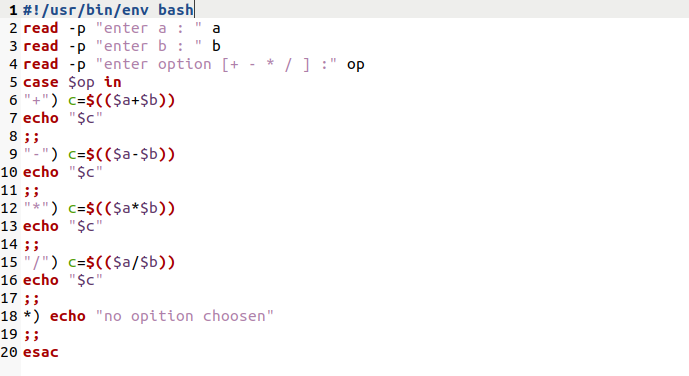 1 #!/usr/bin/env bash
2 read -p "enter a : " a
3 read -p "enter b : " b
4 read -p "enter option [+ - * / ] :" op
5 case $op in
6 "+") c=$(($a+$b))
7 echo "$c"
8 ;;
9 "-") c=$(($a-$b))
10 echo "$c"
11 ;;
12 "*") c=$(($a*$b))
13 echo "$c"
14 ;;
15 "/") c=$(($a/$b))
16 echo "$c"
17 ;;
18 *) echo "no opition choosen"
19 ;;
20 esac